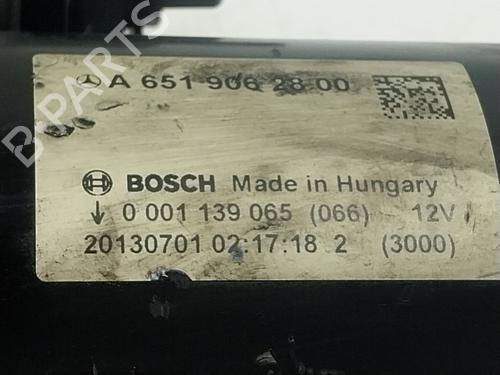 A 651 906 28 00
BOSCH Made in Hungary
↓ 0 001 139 065 (066) 12V
20130701 02:17:18 2 (3000)
B-PARTS